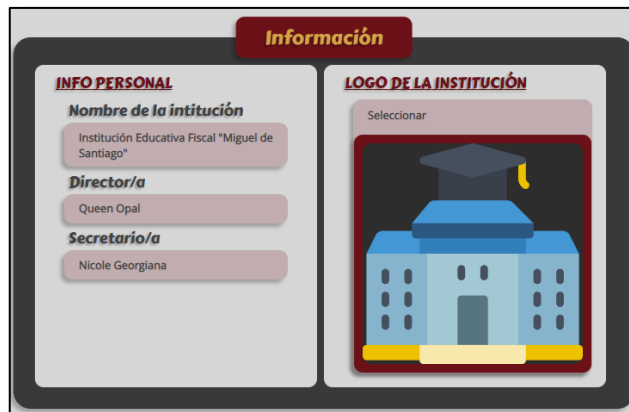 Información
INFO PERSONAL
Nombre de la intitución
Institución Educativa Fiscal "Miguel de
Santiago"
Director/a
Queen Opal
Secretario/a
Nicole Georgiana
LOGO DE LA INSTITUCIÓN
Seleccionar